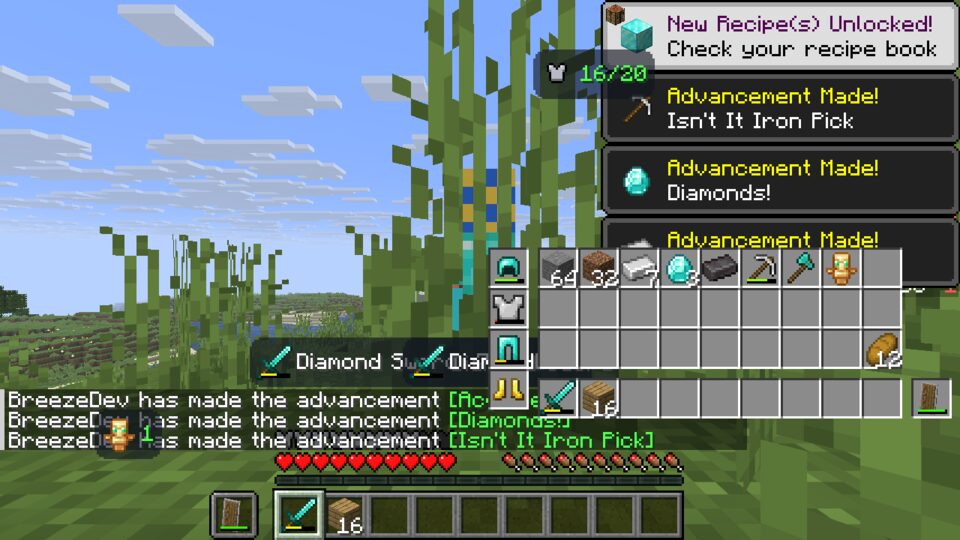 New Recipe(s) Unlocked!
Check your recipe book
16/20
Advancement Made!
Isn't It Iron Pick
Advancement Made!
Diamonds!
Advancement Made!
64
32
7
3
12
Diamond
16
BreezeDev has made the advancement
BreezeDev has made the advancement [Diamonds!]
has made the advancement [Isn't It Iron Pick]
1
16